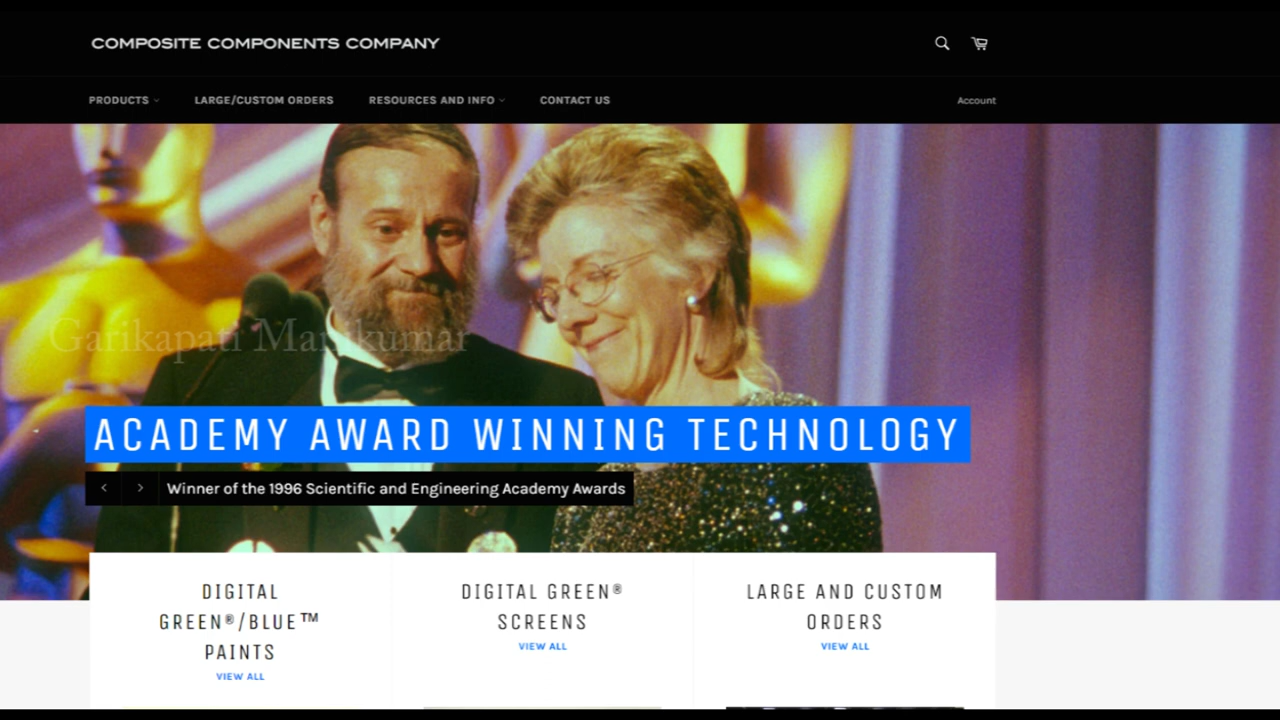 COMPOSITE COMPONENTS COMPANY
PRODUCTS LARGE/CUSTOM ORDERS RESOURCES AND INFO CONTACT US Account
Garikapati Manikumar
ACADEMY AWARD WINNING TECHNOLOGY
Winner of the 1996 Scientific and Engineering Academy Awards
DIGITAL
GREEN®/BLUE™
PAINTS
VIEW ALL
DIGITAL GREEN®
SCREENS
VIEW ALL
LARGE AND CUSTOM
ORDERS
VIEW ALL